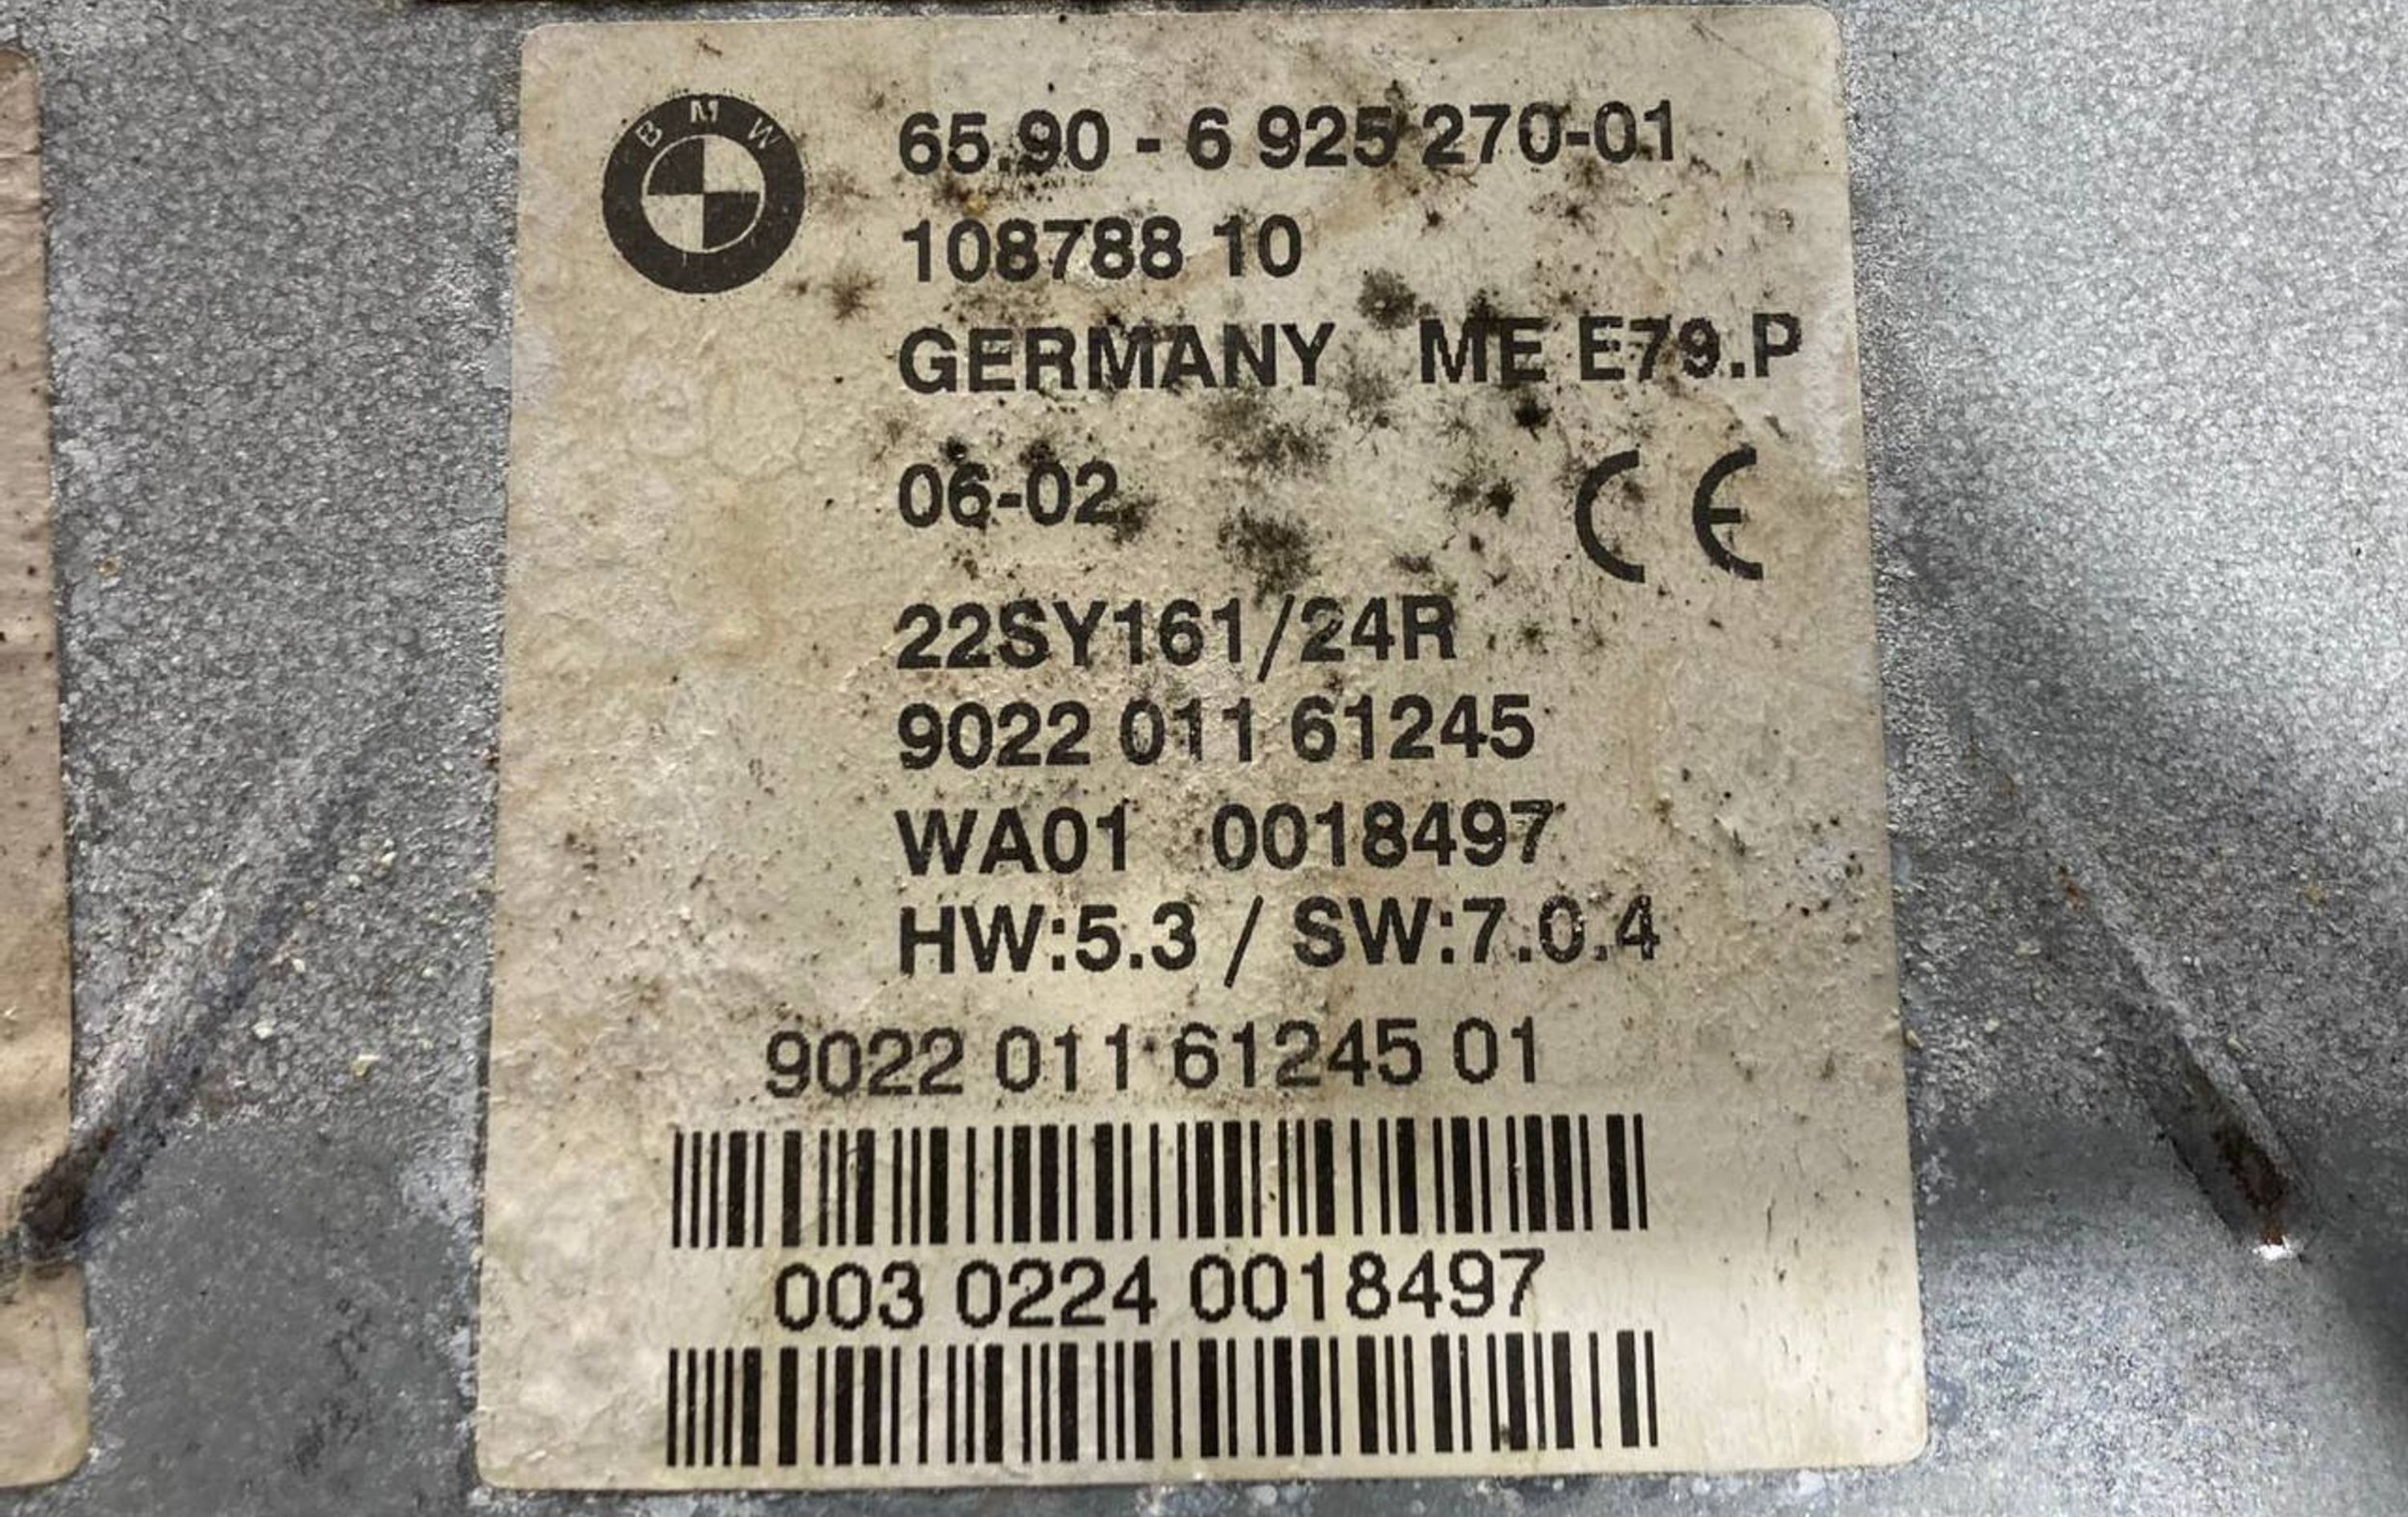 BMW
65.90 - 6 925 270-01
108788 10
GERMANY ME E79.P
06-02
CE
22SY161/24R
9022 011 61245
WA01 0018497
HW:5.3 / SW:7.0.4
9022 011 61245 01
003 0224 0018497